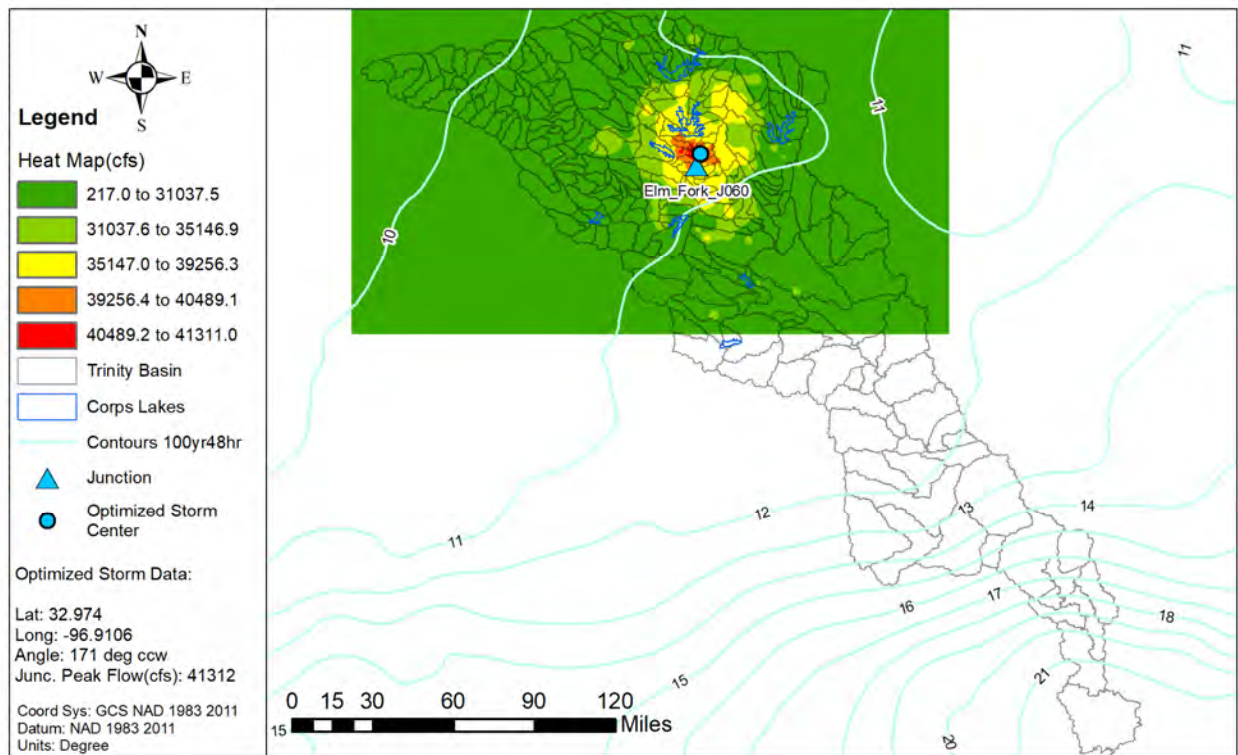 N
W E
S
Legend
Heat Map(cfs)
217.0 to 31037.5
31037.6 to 35146.9
35147.0 to 39256.3
39256.4 to 40489.1
40489.2 to 41311.0
Trinity Basin
Corps Lakes
Contours 100yr48hr
Junction
Optimized Storm
Center
Optimized Storm Data:
Lat: 32.974
Long: -96.9106
Angle: 171 deg ccw
Junc. Peak Flow(cfs): 41312
Coord Sys: GCS NAD 1983 2011
Datum: NAD 1983 2011
Units: Degree
11
11
Elm_Fork_J060
10
12
13
14
11
16
17
18
15
21
20
0 15 30 60 90 120
Miles
15